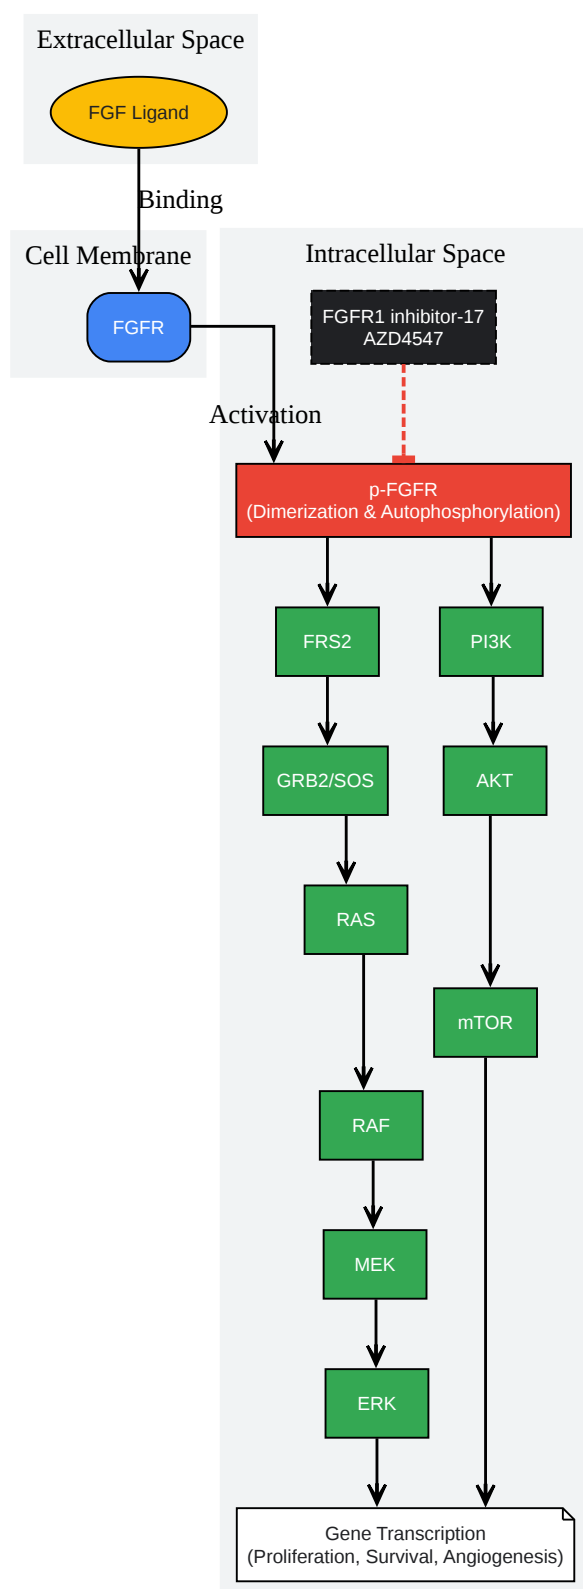 Extracellular Space
FGF Ligand
Binding
Cell Membrane
FGFR
Intracellular Space
FGFR1 inhibitor-17
AZD4547
Activation
p-FGFR
(Dimerization & Autophosphorylation)
FRS2
PI3K
GRB2/SOS
AKT
RAS
mTOR
RAF
MEK
ERK
Gene Transcription
(Proliferation, Survival, Angiogenesis)